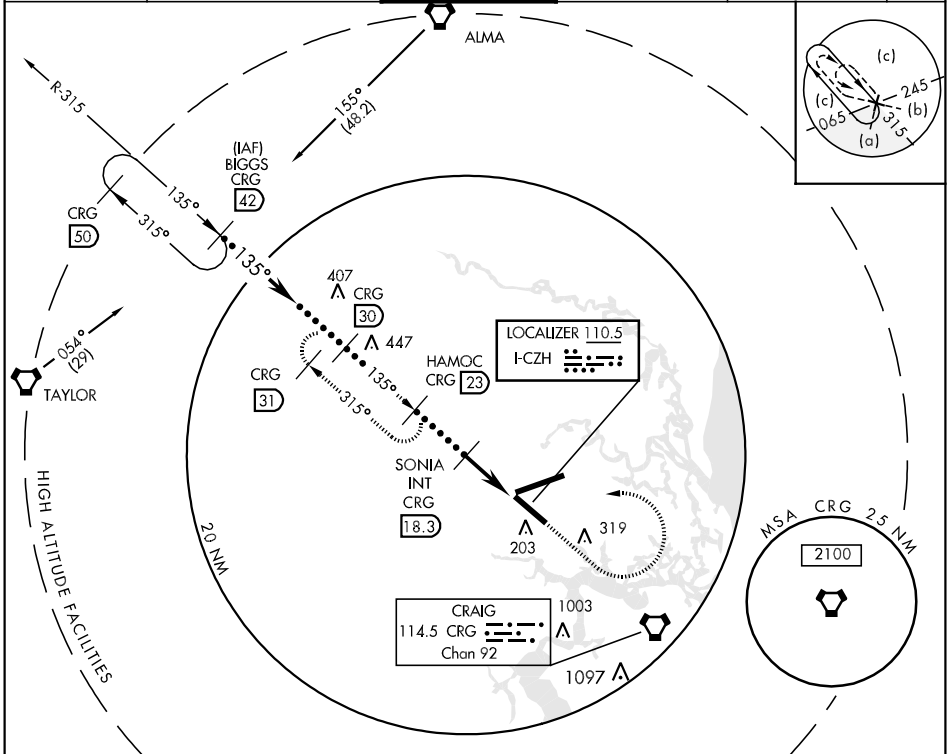 ALMA
R-315
155°
(48.2)
(IAF)
BIGGS
CRG
42
135°
315°
CRG
50
135°
407
CRG
30
447
054°
(29)
TAYLOR
CRG
31
135°
315°
HAMOC
CRG 23
LOCALIZER 110.5
I-CZH
SONIA
INT
CRG
18.3
203
319
20 NM
HIGH ALTITUDE FACILITIES
CRAIG
114.5 CRG
Chan 92
1003
1097
MSA CRG 25 NM
2100
(c)
245
(c)
065
(b)
315
(a)